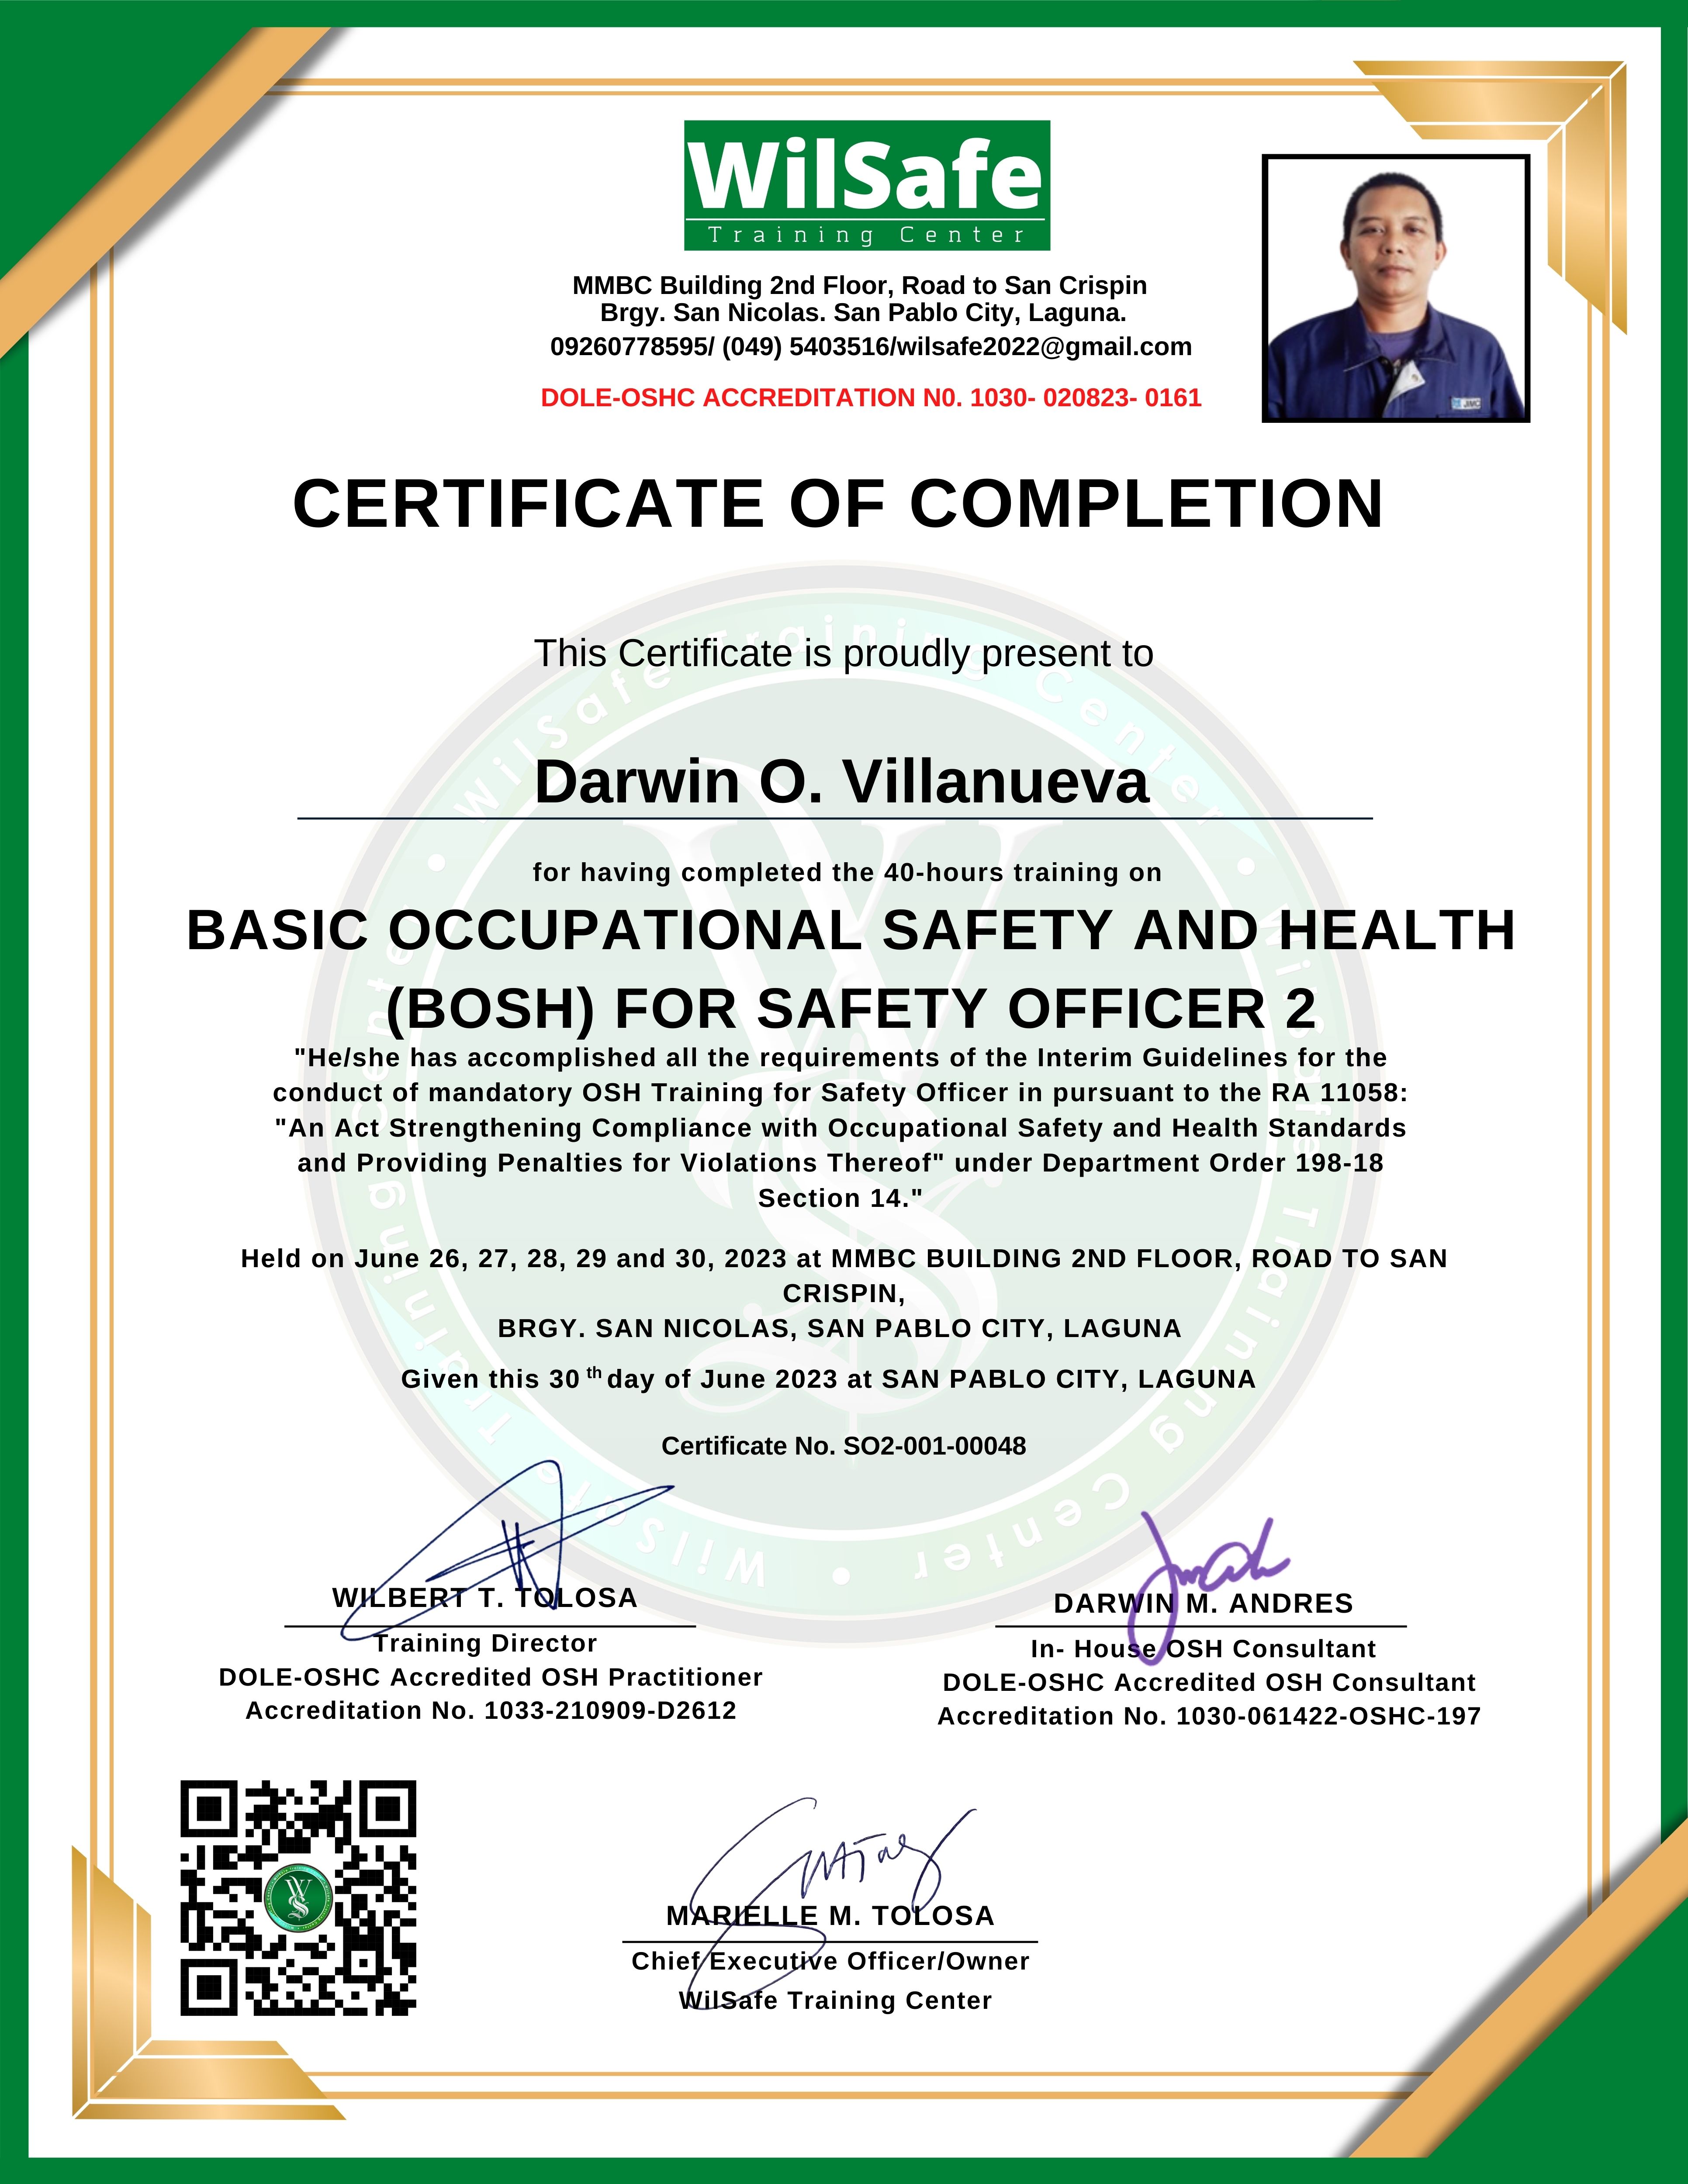 WilSafe
Training Center
MMBC Building 2nd Floor, Road to San Crispin
Brgy. San Nicolas. San Pablo City, Laguna.
09260778595/ (049) 5403516/wilsafe2022@gmail.com
DOLE-OSHC ACCREDITATION N0. 1030- 020823- 0161
JMC
CERTIFICATE OF COMPLETION
This Certificate is proudly present to
Darwin O. Villanueva
for having completed the 40-hours training on
BASIC OCCUPATIONAL SAFETY AND HEALTH
(BOSH) FOR SAFETY OFFICER 2
"He/she has accomplished all the requirements of the Interim Guidelines for the
conduct of mandatory OSH Training for Safety Officer in pursuant to the RA 11058:
"An Act Strengthening Compliance with Occupational Safety and Health Standards
and Providing Penalties for Violations Thereof" under Department Order 198-18
Section 14."
Held on June 26, 27, 28, 29 and 30, 2023 at MMBC BUILDING 2ND FLOOR, ROAD TO SAN
CRISPIN,
BRGY. SAN NICOLAS, SAN PABLO CITY, LAGUNA
Given this 30 th day of June 2023 at SAN PABLO CITY, LAGUNA
Certificate No. SO2-001-00048
WilSafe Training Center • WilSafe Training Center • WilSafe Training Center •
WILBERT T. TOLOSA
Training Director
DOLE-OSHC Accredited OSH Practitioner
Accreditation No. 1033-210909-D2612
DARWIN M. ANDRES
In- House OSH Consultant
DOLE-OSHC Accredited OSH Consultant
Accreditation No. 1030-061422-OSHC-197
MARIELLE M. TOLOSA
Chief Executive Officer/Owner
WilSafe Training Center